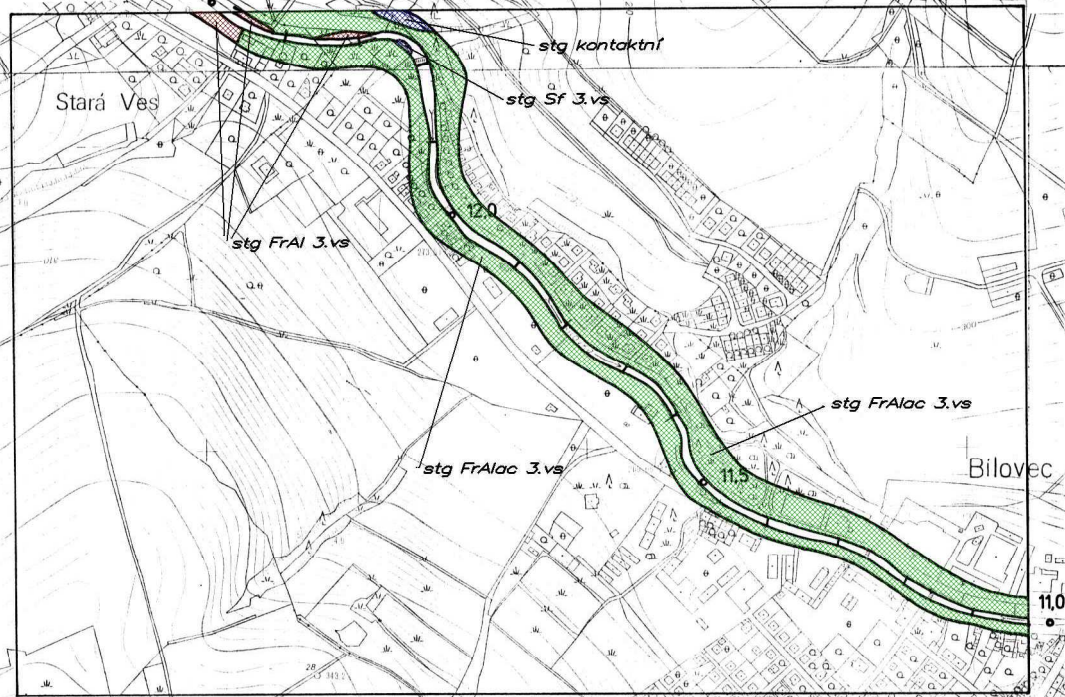 stg kontaktní
stg Sf 3.vs
Stará Ves
12.0
stg FrAl 3.vs
stg FrAlac 3.vs
stg FrAlac 3.vs
Bílovec
11,5
11,0